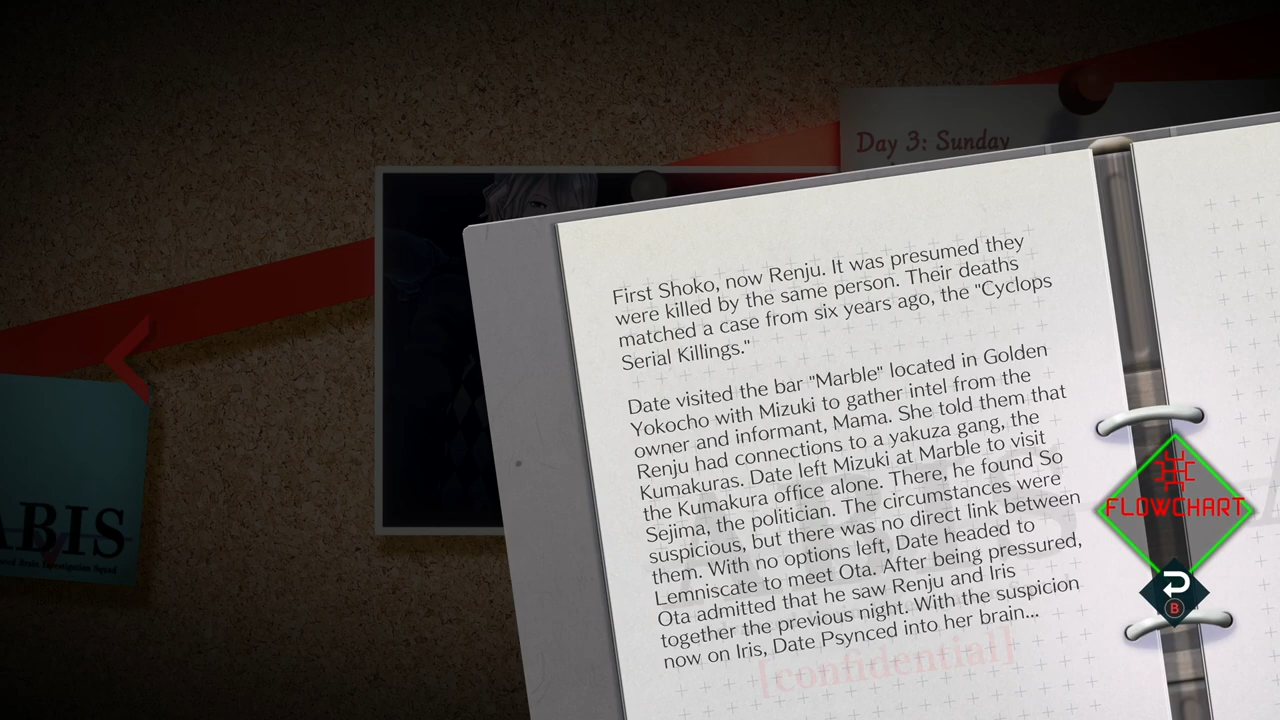 Day 3: Sunday
First Shoko, now Renju. It was presumed they
were killed by the same person. Their deaths
matched a case from six years ago, the "Cyclops
Serial Killings."
Date visited the bar "Marble" located in Golden
Yokocho with Mizuki to gather intel from the
owner and informant, Mama. She told them that
Renju had connections to a yakuza gang, the
Kumakuras. Date left Mizuki at Marble to visit
the Kumakura office alone. There, he found So
Sejima, the politician. The circumstances were
suspicious, but there was no direct link between
them. With no options left, Date headed to
Lemniscate to meet Ota. After being pressured,
Ota admitted that he saw Renju and Iris
together the previous night. With the suspicion
now on Iris, Date Psynced into her brain...
[confidential]
ABIS
Brain Investigation Squad
FLOWCHART
B